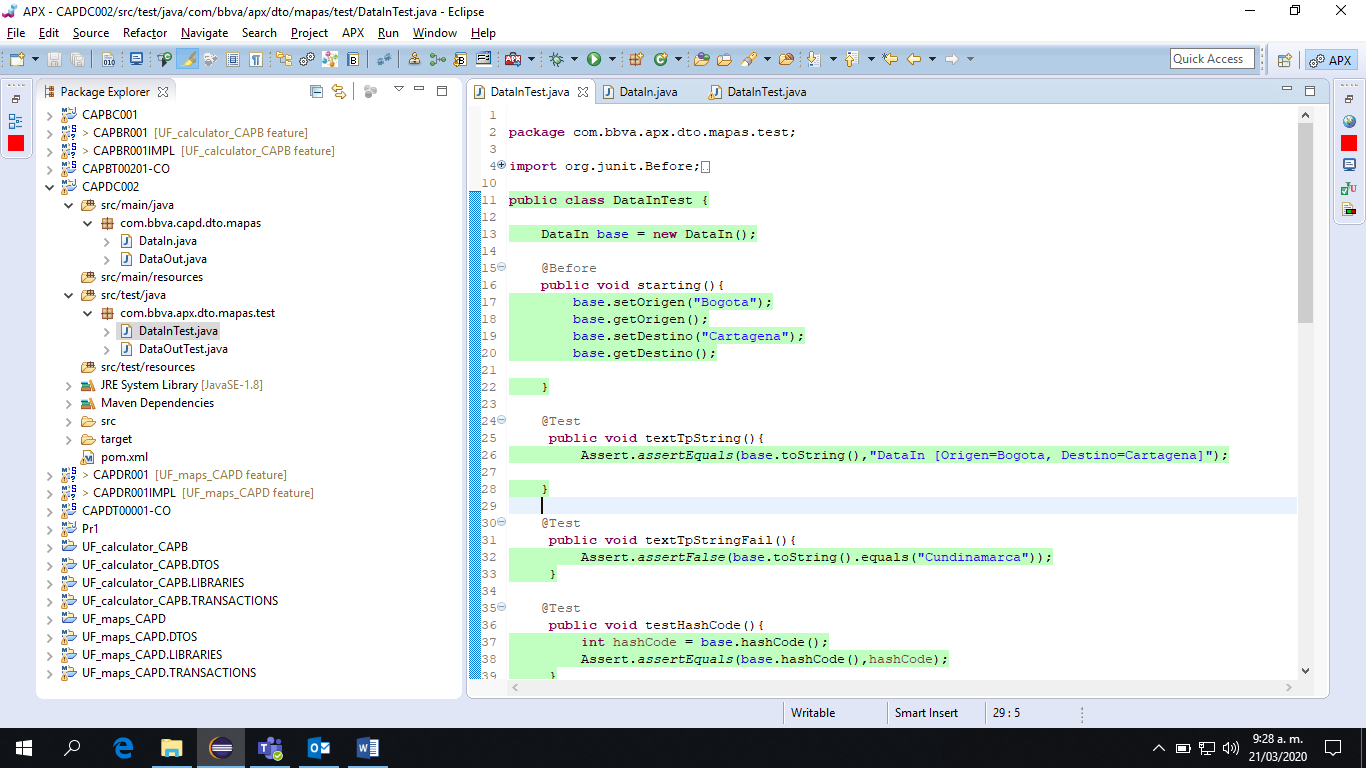 APX - CAPDC002/src/test/java/com/bbva/apx/dto/mapas/test/DataInTest.java - Eclipse
File Edit Source Refactor Navigate Search Project APX Run Window Help
Quick Access
APX
Package Explorer
CAPBC001
> CAPBR001 [UF_calculator_CAPB feature]
> CAPBR001IMPL [UF_calculator_CAPB feature]
CAPBT00201-CO
CAPDC002
src/main/java
com.bbva.capd.dto.mapas
DataIn.java
DataOut.java
src/main/resources
src/test/java
com.bbva.apx.dto.mapas.test
DataInTest.java
DataOutTest.java
src/test/resources
JRE System Library [JavaSE-1.8]
Maven Dependencies
src
target
pom.xml
> CAPDR001 [UF_maps_CAPD feature]
> CAPDR001IMPL [UF_maps_CAPD feature]
CAPDT00001-CO
Pr1
UF_calculator_CAPB
UF_calculator_CAPB.DTOS
UF_calculator_CAPB.LIBRARIES
UF_calculator_CAPB.TRANSACTIONS
UF_maps_CAPD
UF_maps_CAPD.DTOS
UF_maps_CAPD.LIBRARIES
UF_maps_CAPD.TRANSACTIONS
DataInTest.java DataIn.java DataInTest.java
1
2 package com.bbva.apx.dto.mapas.test;
3
4 import org.junit.Before;
10
11 public class DataInTest {
12
13 DataIn base = new DataIn();
14
15 @Before
16 public void starting(){
17 base.setOrigen("Bogota");
18 base.getOrigen();
19 base.setDestino("Cartagena");
20 base.getDestino();
21
22 }
23
24 @Test
25 public void textTpString(){
26 Assert.assertEquals(base.toString(),"DataIn [Origen=Bogota, Destino=Cartagena]");
27
28 }
29
30 @Test
31 public void textTpStringFail(){
32 Assert.assertFalse(base.toString().equals("Cundinamarca"));
33 }
34
35 @Test
36 public void testHashCode(){
37 int hashCode = base.hashCode();
38 Assert.assertEquals(base.hashCode(),hashCode);
39 }
Writable Smart Insert 29 : 5
9:28 a. m.
21/03/2020